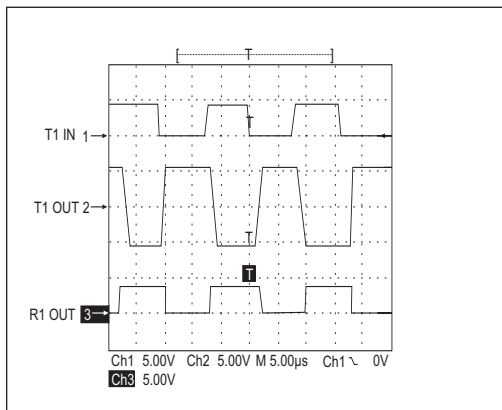 T
T1 IN 1
T
T1 OUT 2
T
T
R1 OUT 3
Ch1 5.00V Ch2 5.00V M 5.00µs Ch1 0V
Ch3 5.00V